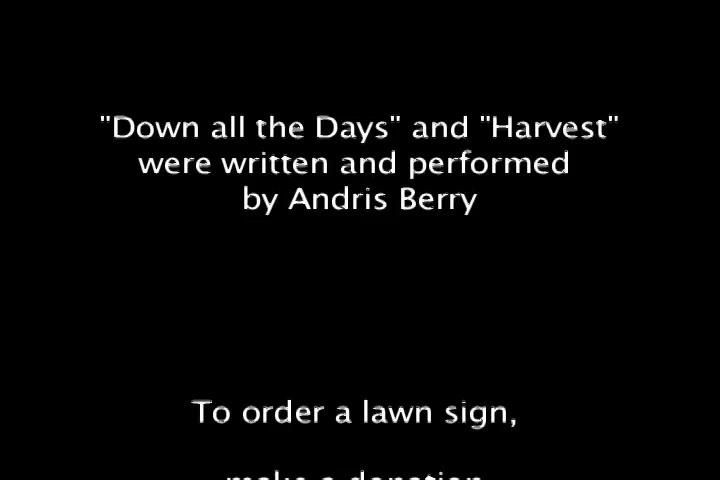 "Down all the Days" and "Harvest"
were written and performed
by Andris Berry
To order a lawn sign,
make a donation